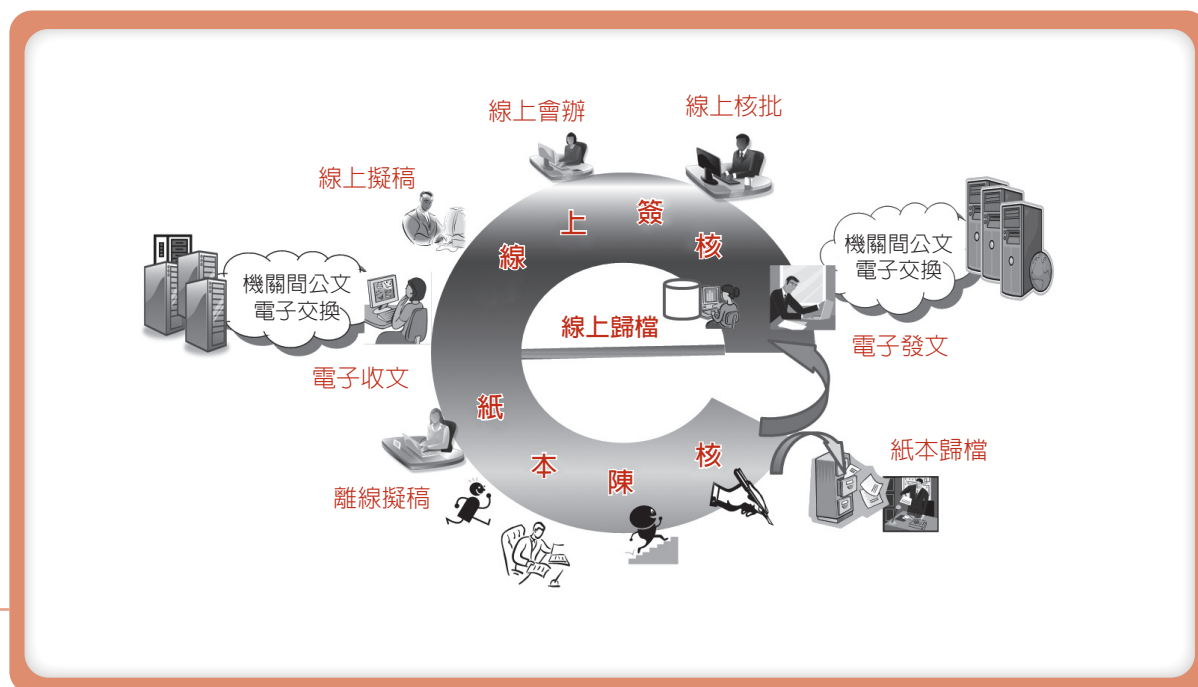 線上會辦
線上核批
線上擬稿
線上簽核
機關間公文
電子交換
機關間公文
電子交換
線上歸檔
電子發文
電子收文
紙本陳核
紙本歸檔
離線擬稿